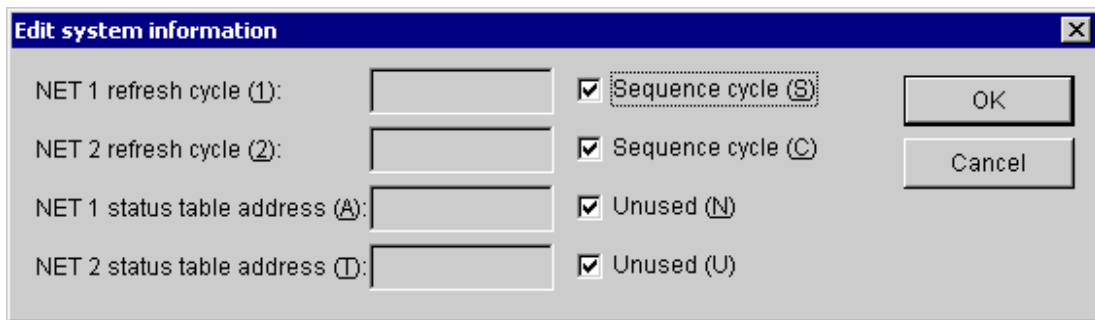 Edit system information
NET 1 refresh cycle (1):
Sequence cycle (S)
OK
NET 2 refresh cycle (2):
Sequence cycle (C)
Cancel
NET 1 status table address (A):
Unused (N)
NET 2 status table address (T):
Unused (U)